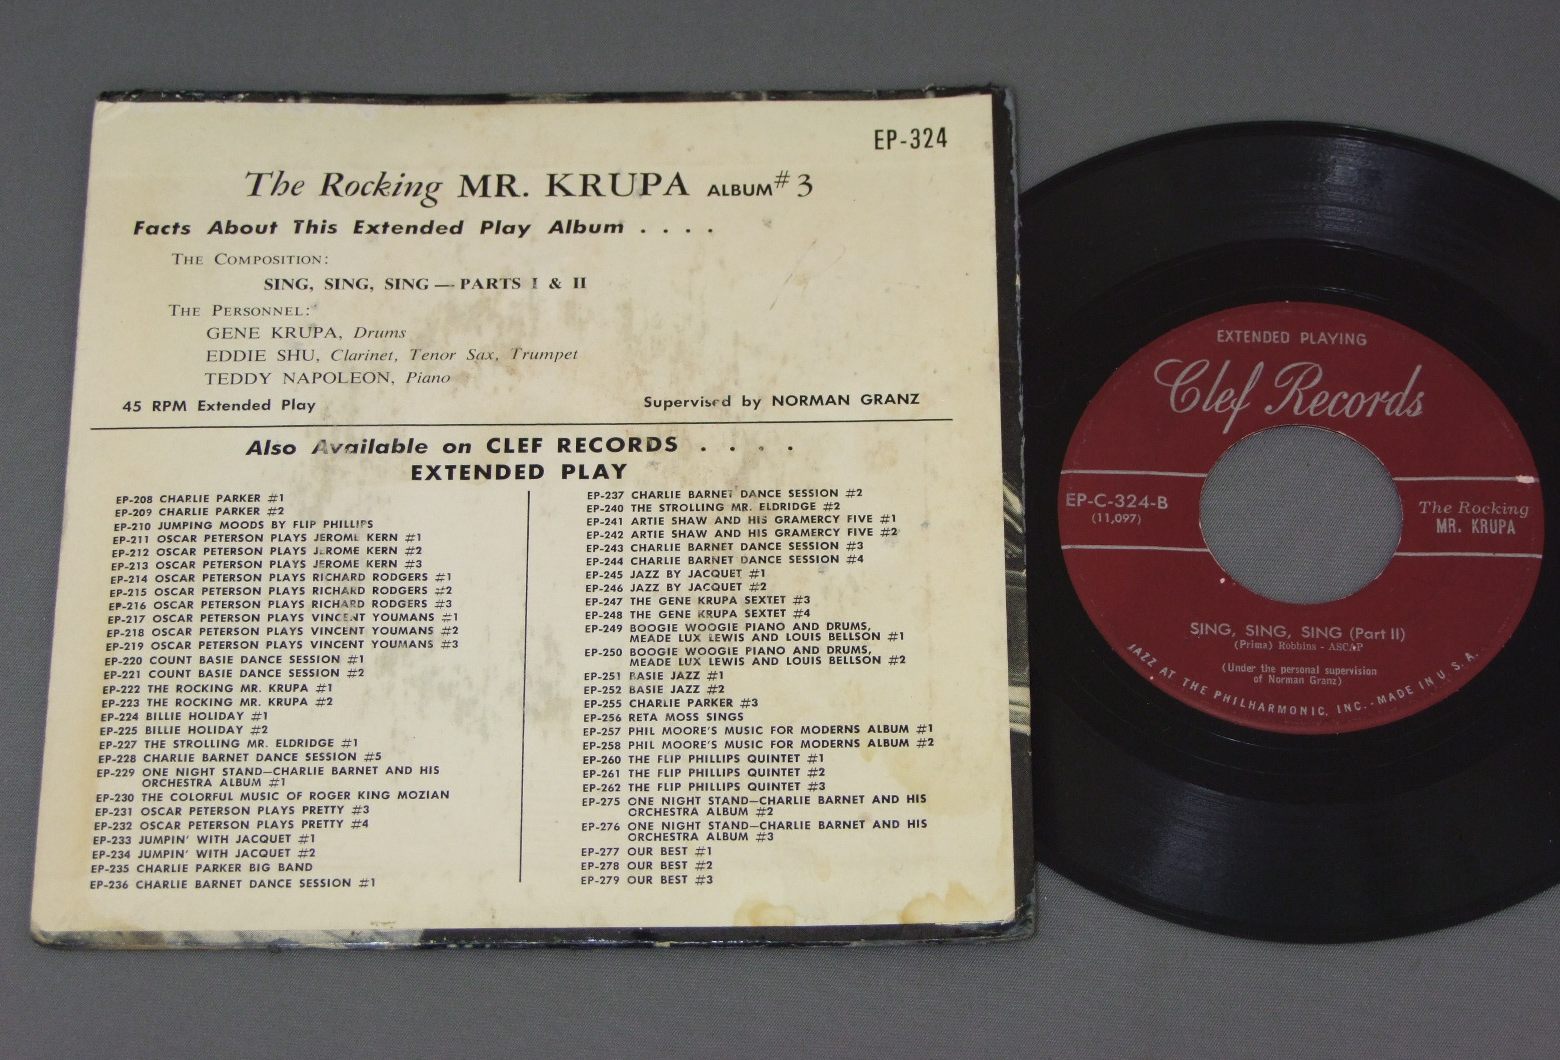 EP-324
The Rocking MR. KRUPA ALBUM #3
Facts About This Extended Play Album . . . .
THE COMPOSITION:
SING, SING, SING — PARTS I & II
THE PERSONNEL:
GENE KRUPA, Drums
EDDIE SHU, Clarinet, Tenor Sax, Trumpet
TEDDY NAPOLEON, Piano
45 RPM Extended Play
Supervised by NORMAN GRANZ
Also Available on CLEF RECORDS . . . .
EXTENDED PLAY
EP-208 CHARLIE PARKER #1
EP-209 CHARLIE PARKER #2
EP-210 JUMPING MOODS BY FLIP PHILLIPS
EP-211 OSCAR PETERSON PLAYS JEROME KERN #1
EP-212 OSCAR PETERSON PLAYS JEROME KERN #2
EP-213 OSCAR PETERSON PLAYS JEROME KERN #3
EP-214 OSCAR PETERSON PLAYS RICHARD RODGERS #1
EP-215 OSCAR PETERSON PLAYS RICHARD RODGERS #2
EP-216 OSCAR PETERSON PLAYS RICHARD RODGERS #3
EP-217 OSCAR PETERSON PLAYS VINCENT YOUMANS #1
EP-218 OSCAR PETERSON PLAYS VINCENT YOUMANS #2
EP-219 OSCAR PETERSON PLAYS VINCENT YOUMANS #3
EP-220 COUNT BASIE DANCE SESSION #1
EP-221 COUNT BASIE DANCE SESSION #2
EP-222 THE ROCKING MR. KRUPA #1
EP-223 THE ROCKING MR. KRUPA #2
EP-224 BILLIE HOLIDAY #1
EP-225 BILLIE HOLIDAY #2
EP-227 THE STROLLING MR. ELDRIDGE #1
EP-228 CHARLIE BARNET DANCE SESSION #5
EP-229 ONE NIGHT STAND—CHARLIE BARNET AND HIS
ORCHESTRA ALBUM #1
EP-230 THE COLORFUL MUSIC OF ROGER KING MOZIAN
EP-231 OSCAR PETERSON PLAYS PRETTY #3
EP-232 OSCAR PETERSON PLAYS PRETTY #4
EP-233 JUMPIN' WITH JACQUET #1
EP-234 JUMPIN' WITH JACQUET #2
EP-235 CHARLIE PARKER BIG BAND
EP-236 CHARLIE BARNET DANCE SESSION #1
EP-237 CHARLIE BARNET DANCE SESSION #2
EP-240 THE STROLLING MR. ELDRIDGE #2
EP-241 ARTIE SHAW AND HIS GRAMERCY FIVE #1
EP-242 ARTIE SHAW AND HIS GRAMERCY FIVE #2
EP-243 CHARLIE BARNET DANCE SESSION #3
EP-244 CHARLIE BARNET DANCE SESSION #4
EP-245 JAZZ BY JACQUET #1
EP-246 JAZZ BY JACQUET #2
EP-247 THE GENE KRUPA SEXTET #3
EP-248 THE GENE KRUPA SEXTET #4
EP-249 BOOGIE WOOGIE PIANO AND DRUMS,
MEADE LUX LEWIS AND LOUIS BELLSON #1
EP-250 BOOGIE WOOGIE PIANO AND DRUMS,
MEADE LUX LEWIS AND LOUIS BELLSON #2
EP-251 BASIE JAZZ #1
EP-252 BASIE JAZZ #2
EP-255 CHARLIE PARKER #3
EP-256 RETA MOSS SINGS
EP-257 PHIL MOORE'S MUSIC FOR MODERNS ALBUM #1
EP-258 PHIL MOORE'S MUSIC FOR MODERNS ALBUM #2
EP-260 THE FLIP PHILLIPS QUINTET #1
EP-261 THE FLIP PHILLIPS QUINTET #2
EP-262 THE FLIP PHILLIPS QUINTET #3
EP-275 ONE NIGHT STAND—CHARLIE BARNET AND HIS
ORCHESTRA ALBUM #2
EP-276 ONE NIGHT STAND—CHARLIE BARNET AND HIS
ORCHESTRA ALBUM #3
EP-277 OUR BEST #1
EP-278 OUR BEST #2
EP-279 OUR BEST #3
EXTENDED PLAYING
Clef Records
EP-C-324-B
(11,097)
The Rocking
MR. KRUPA
SING, SING, SING (Part II)
(Prima) Robbins - ASCAP
(Under the personal supervision
of Norman Granz)
JAZZ AT THE PHILHARMONIC, INC. - MADE IN U.S.A.